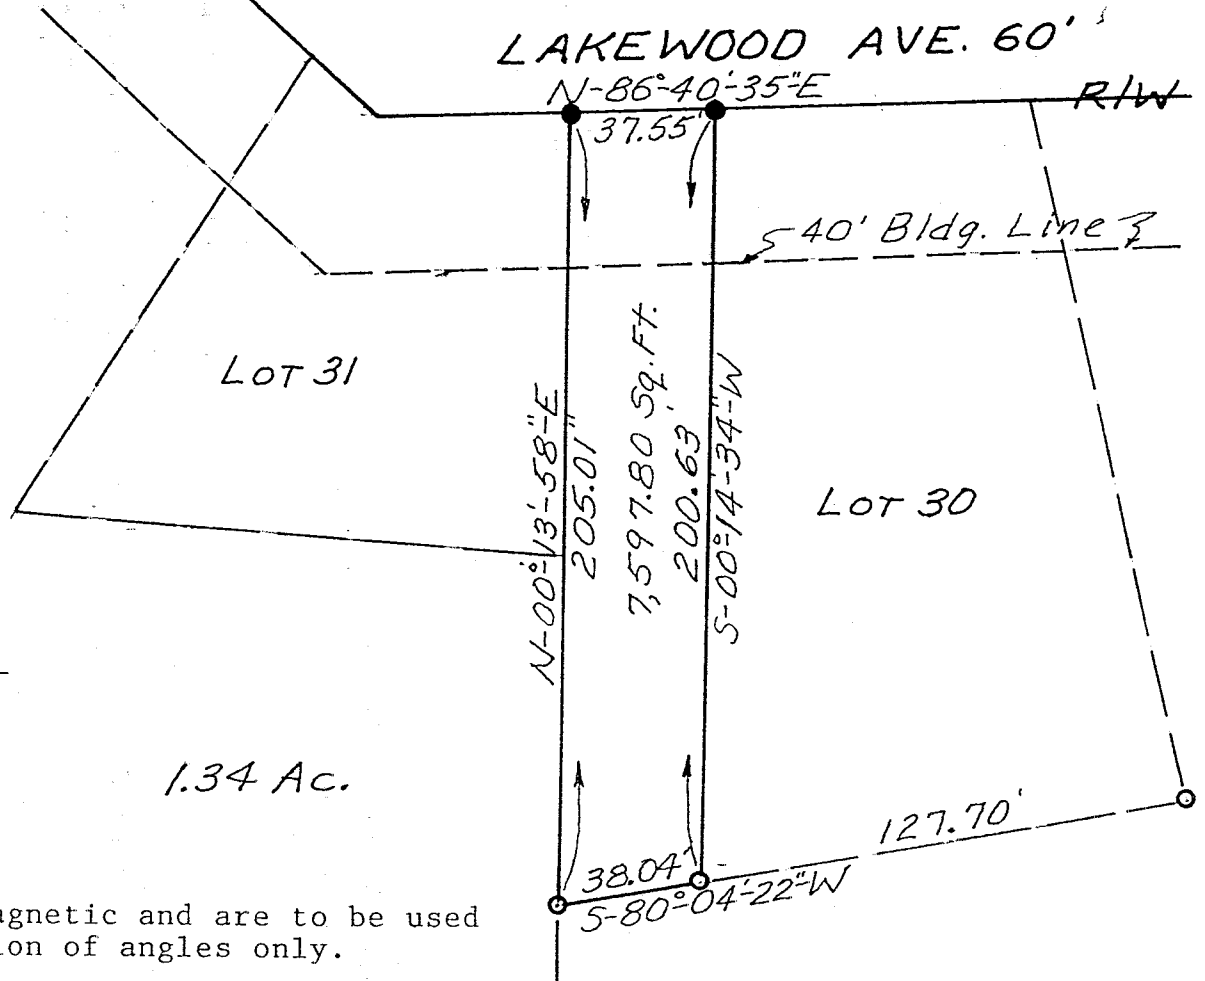 LAKEWOOD AVE. 60'
N-86°-40'-35"E
R/W
37.55'
40' Bldg. Line
LOT 31
N-00°-13'-58"-E
205.01"
7,597.80 Sq. Ft.
200.63'
S-00°-14'-34"-W
LOT 30
1.34 Ac.
127.70'
38.04'
S-80°-04'-22"-W
agnetic and are to be used
ion of angles only.